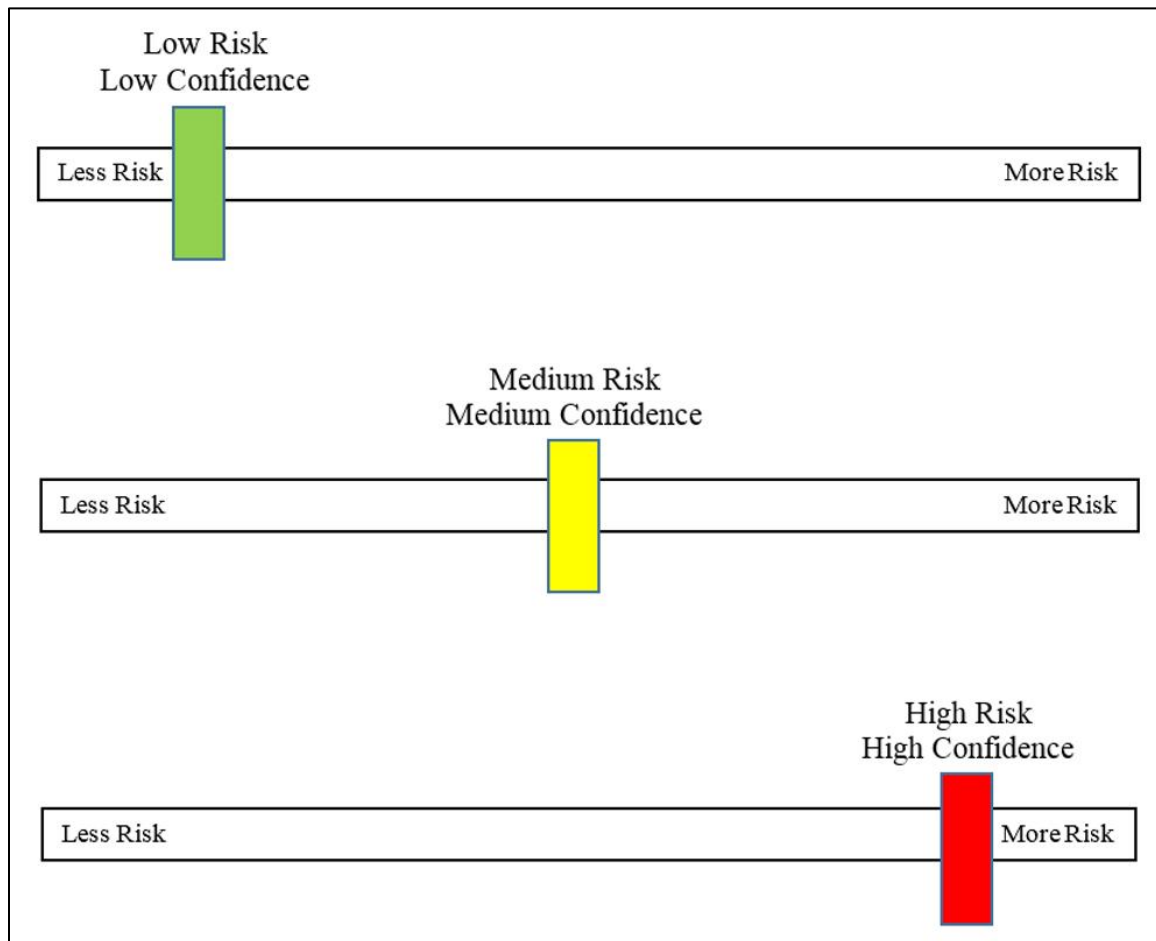 Low Risk
Low Confidence
Less Risk
More Risk
Medium Risk
Medium Confidence
Less Risk
More Risk
High Risk
High Confidence
Less Risk
More Risk